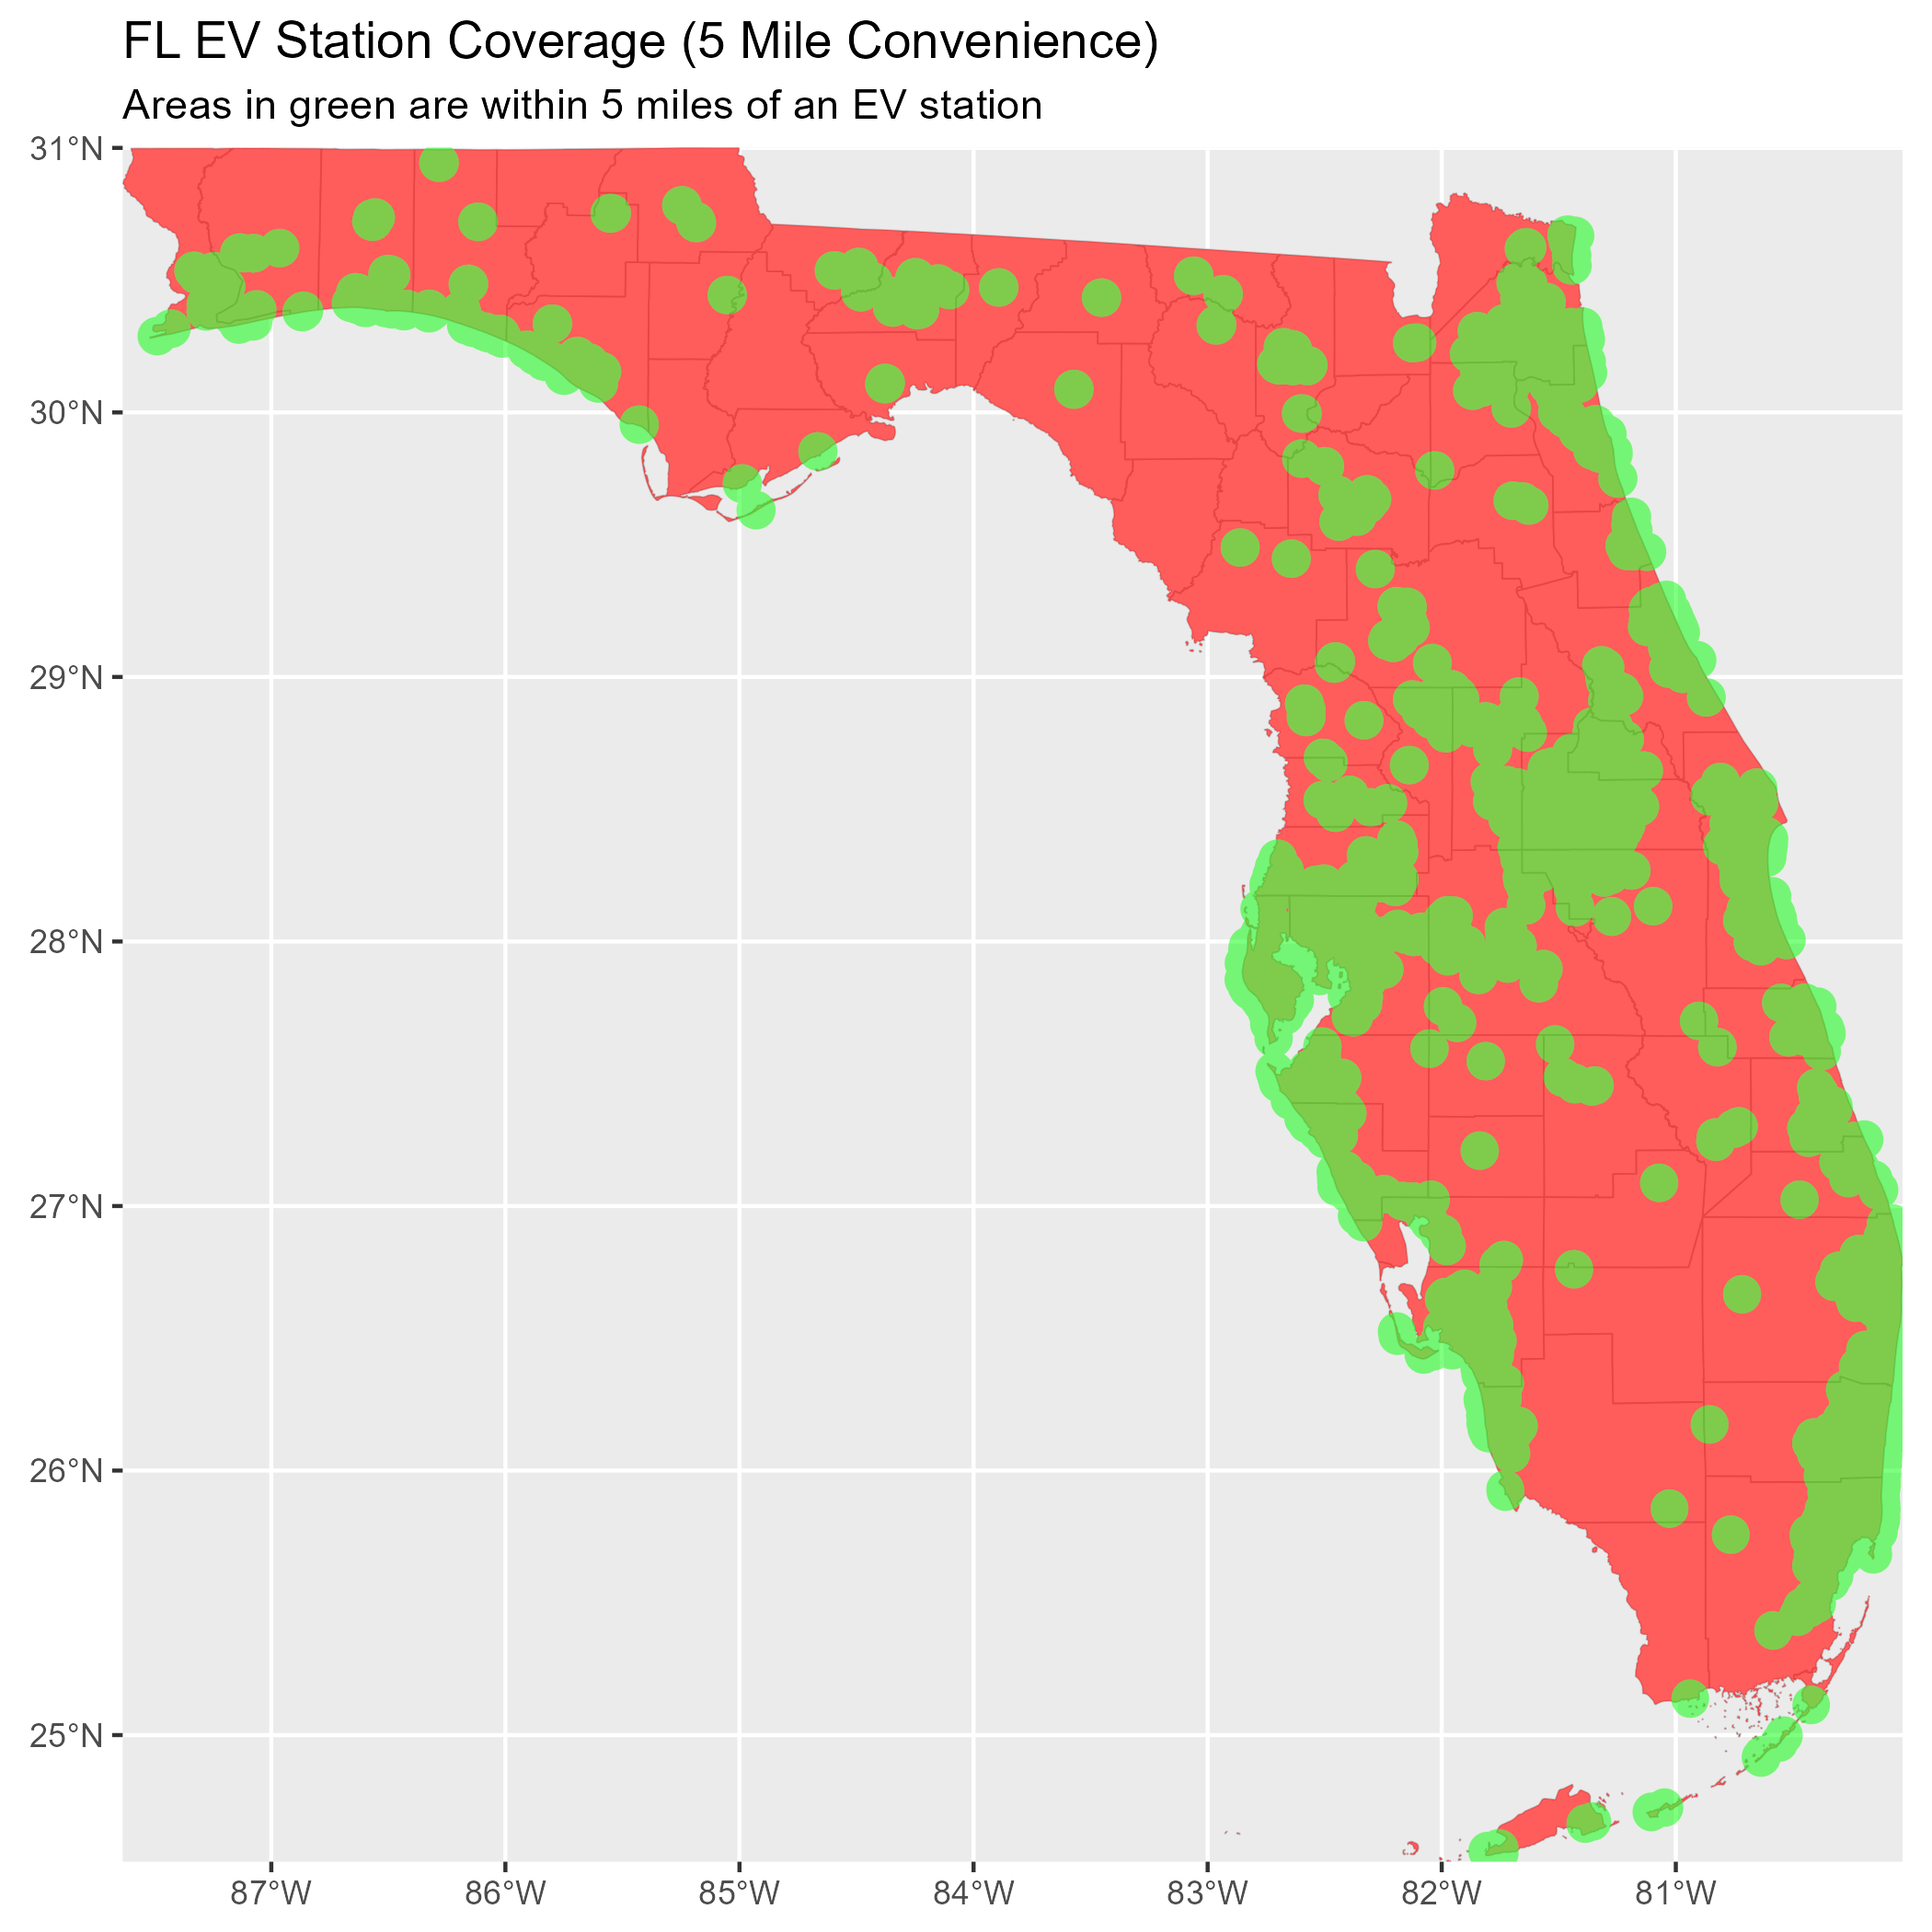 FL EV Station Coverage (5 Mile Convenience)
Areas in green are within 5 miles of an EV station
31°N
30°N
29°N
28°N
27°N
26°N
25°N
87°W
86°W
85°W
84°W
83°W
82°W
81°W